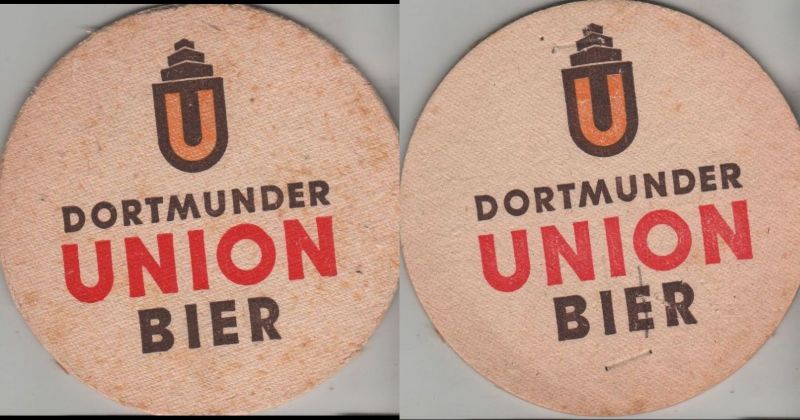 U
DORTMUNDER
UNION
BIER
U
DORTMUNDER
UNION
BIER